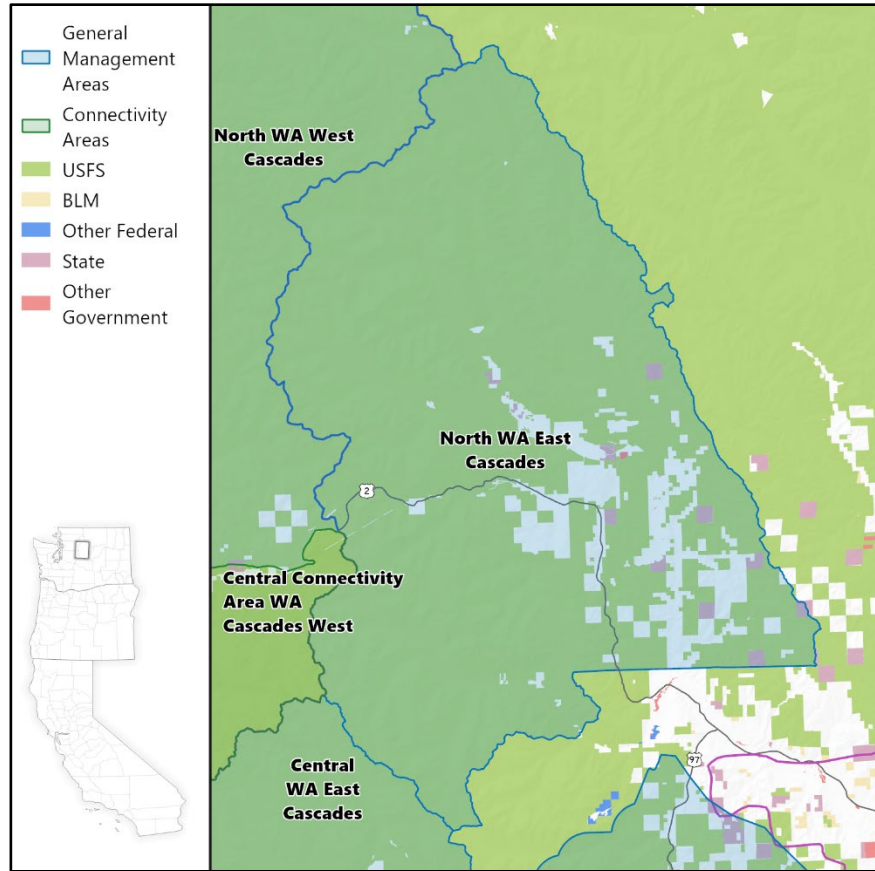 General
Management
Areas
Connectivity
Areas
USFS
BLM
Other Federal
State
Other
Government
North WA West
Cascades
North WA East
Cascades
2
Central Connectivity
Area WA
Cascades West
Central
WA East
Cascades
97